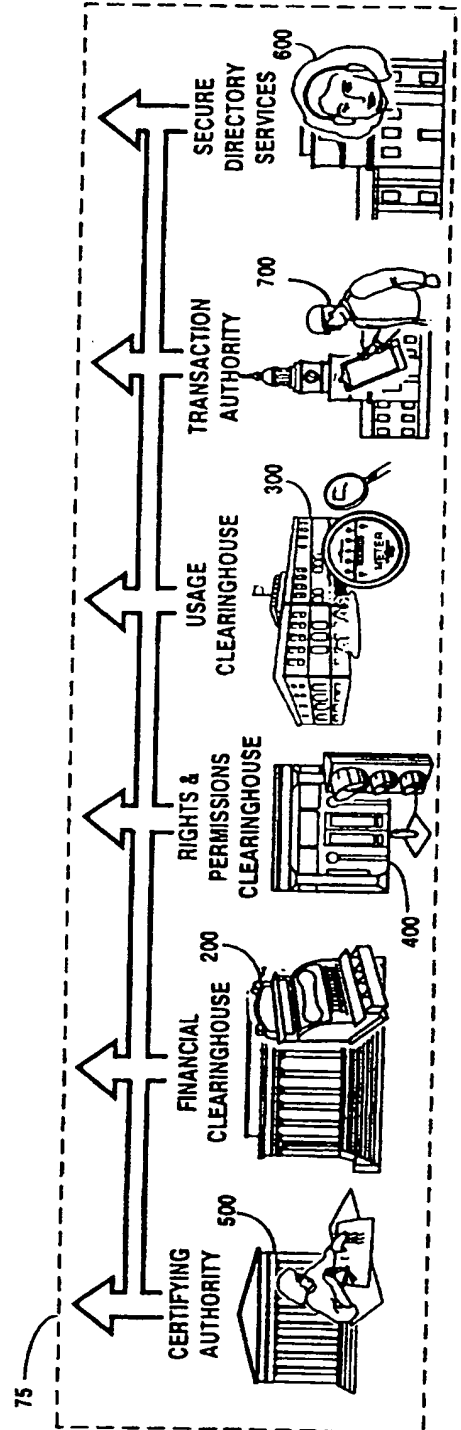 75
CERTIFYING
AUTHORITY
500
FINANCIAL
CLEARINGHOUSE
200
RIGHTS &
PERMISSIONS
CLEARINGHOUSE
400
USAGE
CLEARINGHOUSE
300
METER
TRANSACTION
AUTHORITY
700
SECURE
DIRECTORY
SERVICES
600